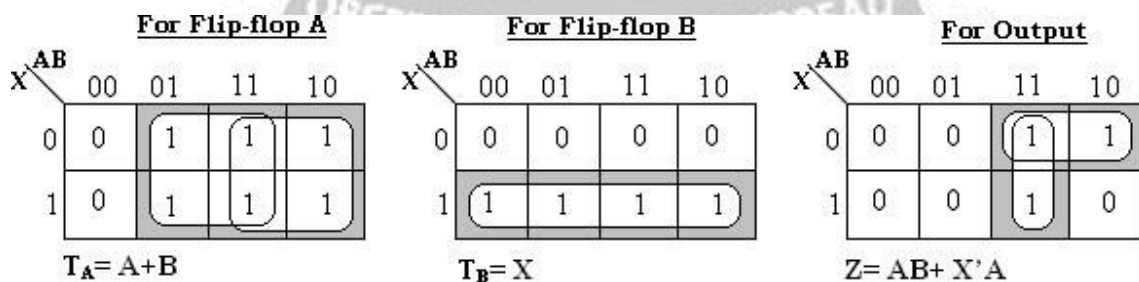 For Flip-flop A
AB
X
00 01 11 10
0 0 1 1 1
1 0 1 1 1
T_A= A+B
For Flip-flop B
AB
X
00 01 11 10
0 0 0 0 0
1 1 1 1 1
T_B= X
For Output
AB
X
00 01 11 10
0 0 0 1 1
1 0 0 1 0
Z= AB+ X’A